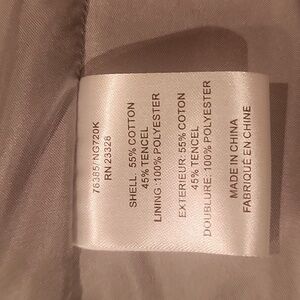 76385/NG720K
RN 23328
SHELL: 55% COTTON
45% TENCEL
LINING: 100% POLYESTER
EXTERIEUR: 55% COTON
45% TENCEL
DOUBLURE: 100% POLYESTER
MADE IN CHINA
FABRIQUÉ EN CHINE